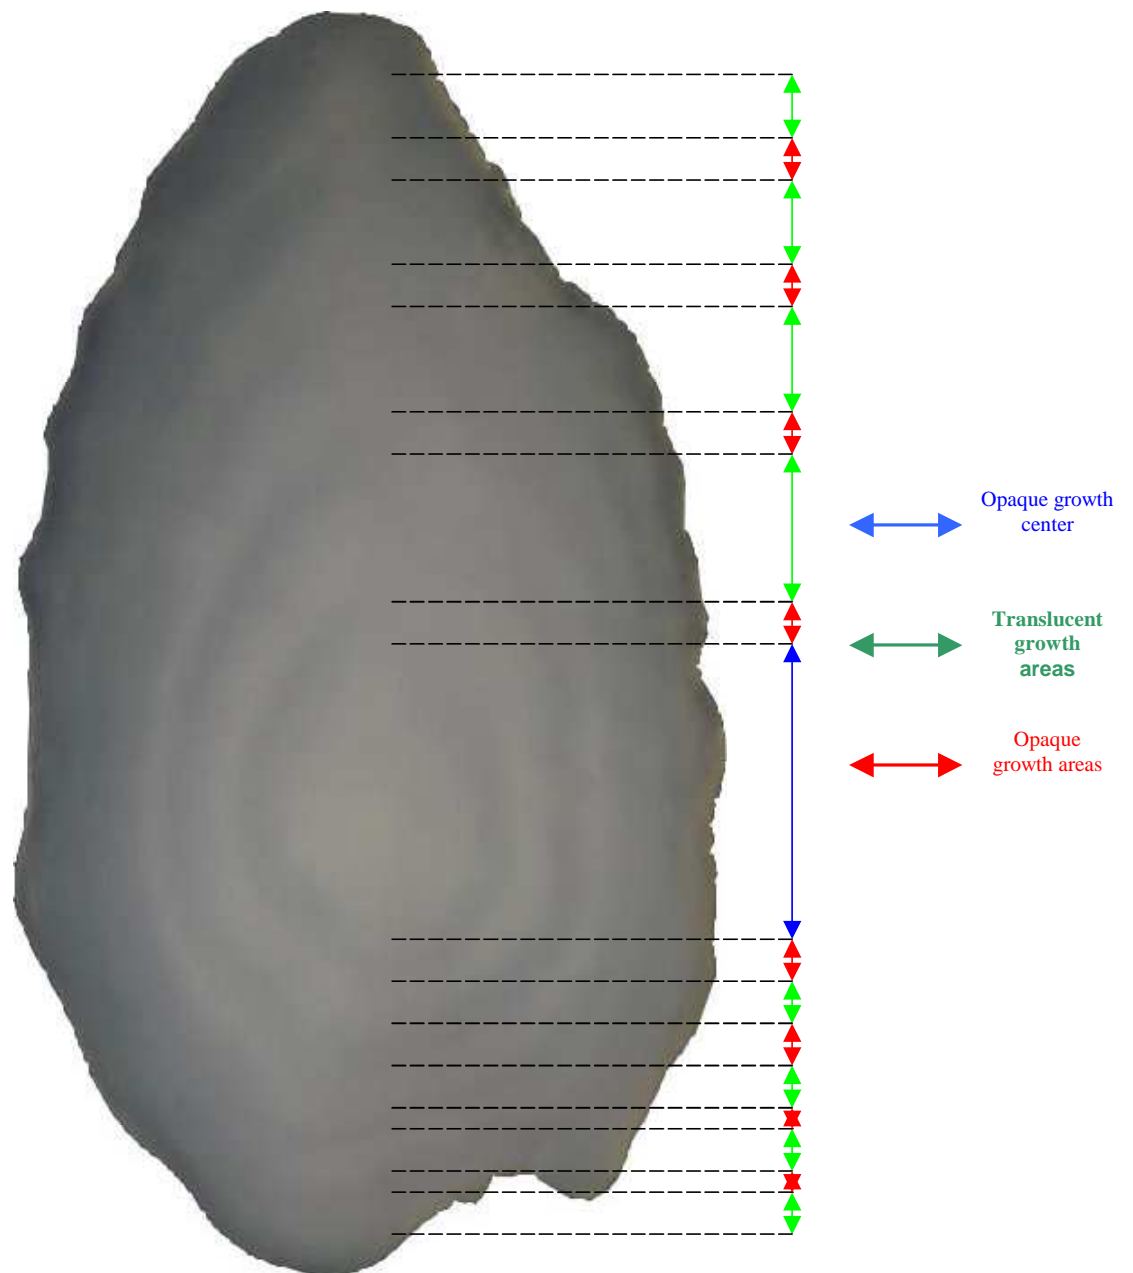 Opaque growth
center
Translucent
growth
areas
Opaque
growth areas